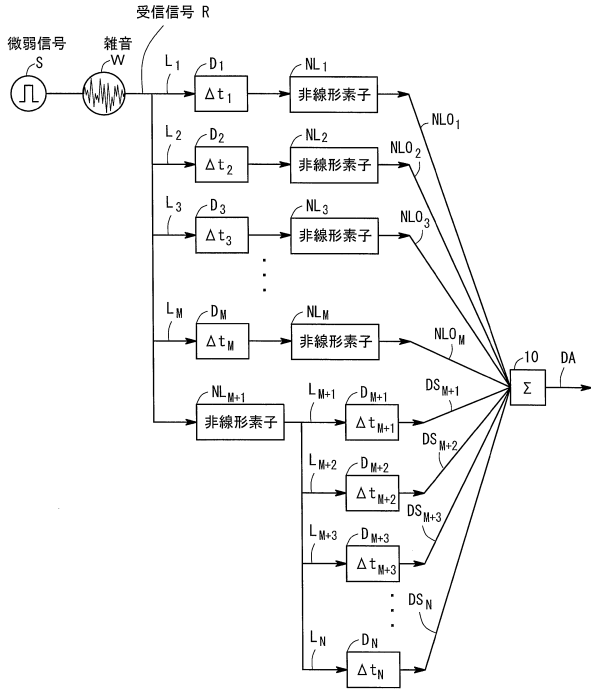 受信信号 R
微弱信号
S
雑音
W
L1
D1
Δt1
NL1
非線形素子
NLO1
L2
D2
Δt2
NL2
非線形素子
NLO2
L3
D3
Δt3
NL3
非線形素子
NLO3
LM
DM
ΔtM
NLM
非線形素子
NLOM
10
Σ
DA
NLM+1
非線形素子
LM+1
DM+1
ΔtM+1
DSM+1
LM+2
DM+2
ΔtM+2
DSM+2
LM+3
DM+3
ΔtM+3
DSM+3
LN
DN
ΔtN
DSN